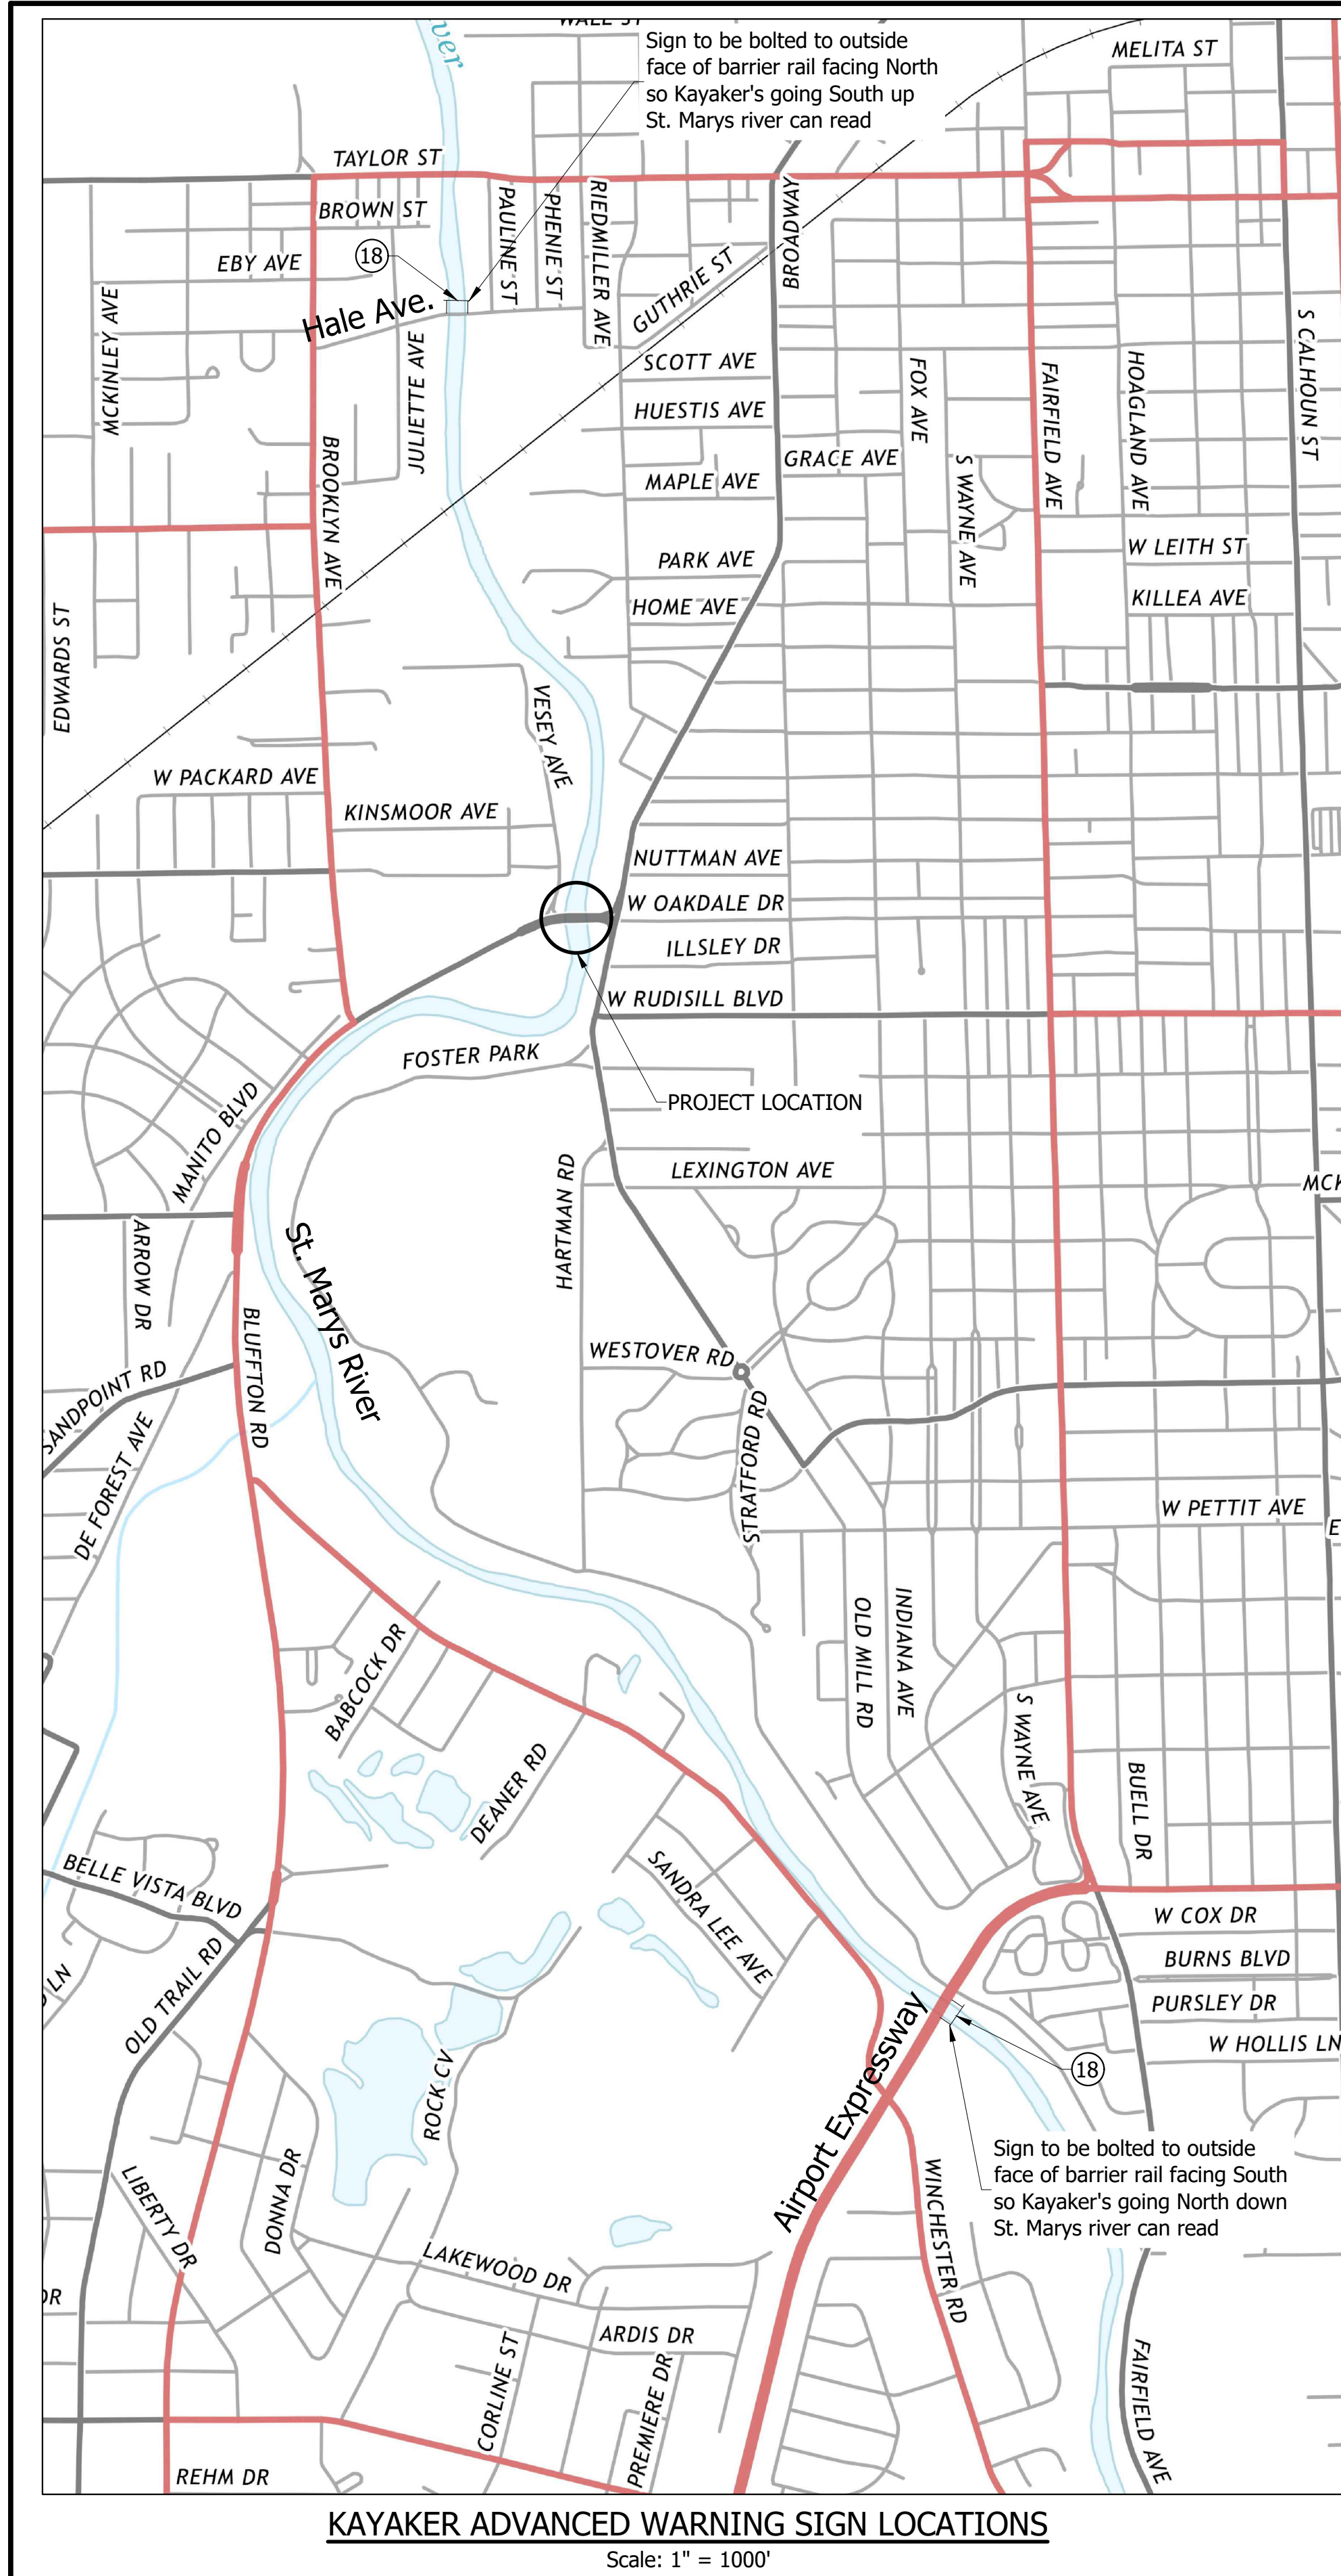 ver
WALL ST
Sign to be bolted to outside
face of barrier rail facing North
so Kayaker's going South up
St. Marys river can read
MELITA ST
TAYLOR ST
BROWN ST
PAULINE ST
PHENIE ST
RIEDMILLER AVE
BROADWAY
EBY AVE
18
GUTHRIE ST
MCKINLEY AVE
Hale Ave.
JULIETTE AVE
SCOTT AVE
FOX AVE
FAIRFIELD AVE
HOAGLAND AVE
S CALHOUN ST
HUESTIS AVE
BROOKLYN AVE
GRACE AVE
MAPLE AVE
S WAYNE AVE
PARK AVE
W LEITH ST
HOME AVE
KILLEA AVE
EDWARDS ST
VESEY AVE
W PACKARD AVE
KINSMOOR AVE
NUTTMAN AVE
W OAKDALE DR
ILLSLEY DR
W RUDISILL BLVD
FOSTER PARK
PROJECT LOCATION
MANITO BLVD
HARTMAN RD
LEXINGTON AVE
MCK
ARROW DR
St. Marys River
BLUFFTON RD
WESTOVER RD
SANDPOINT RD
DE FOREST AVE
STRATFORD RD
W PETTIT AVE
E
BABCOCK DR
OLD MILL RD
INDIANA AVE
S WAYNE AVE
DEANER RD
BUELL DR
BELLE VISTA BLVD
SANDRA LEE AVE
W COX DR
OLD TRAIL RD
LN
BURNS BLVD
PURSLEY DR
W HOLLIS LN
ROCK CV
Airport Expressway
18
Sign to be bolted to outside
face of barrier rail facing South
so Kayaker's going North down
St. Marys river can read
LIBERTY DR
DONNA DR
WINCHESTER RD
LAKEWOOD DR
DR
ARDIS DR
CORLINE ST
PREMIERE DR
FAIRFIELD AVE
REHM DR
KAYAKER ADVANCED WARNING SIGN LOCATIONS
Scale: 1" = 1000'